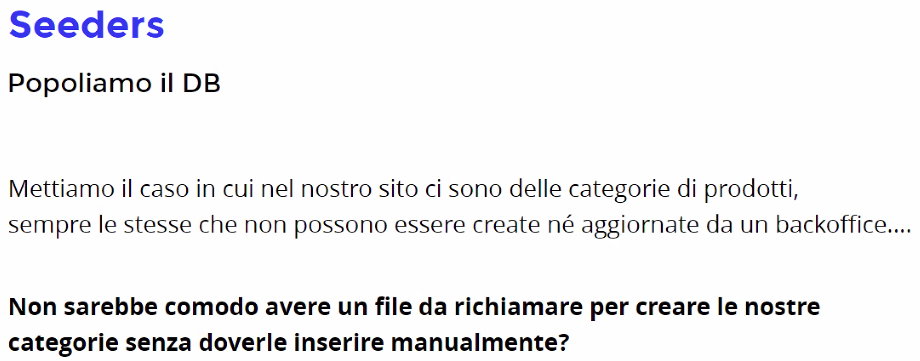 Seeders
Popoliamo il DB
Mettiamo il caso in cui nel nostro sito ci sono delle categorie di prodotti,
sempre le stesse che non possono essere create né aggiornate da un backoffice....
Non sarebbe comodo avere un file da richiamare per creare le nostre
categorie senza doverle inserire manualmente?